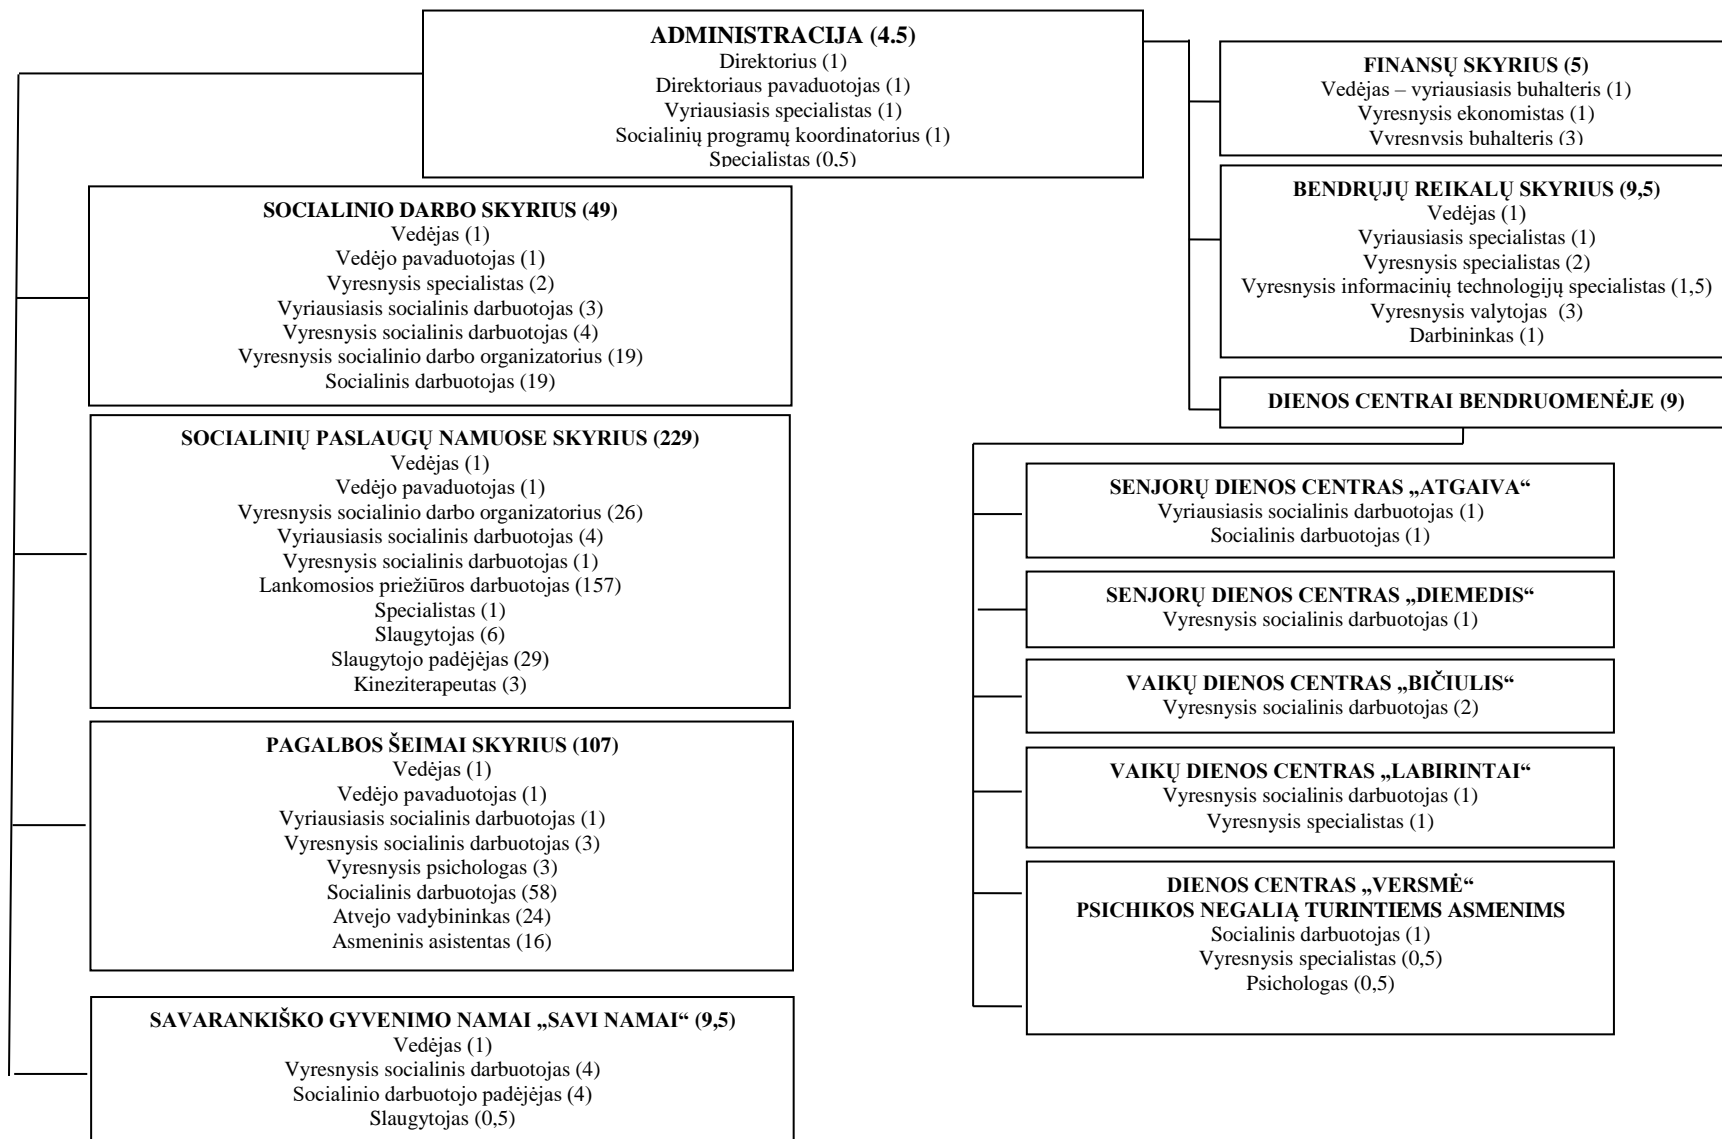 ADMINISTRACIJA (4.5)
Direktorius (1)
Direktoriaus pavaduotojas (1)
Vyriausiasis specialistas (1)
Socialinių programų koordinatorius (1)
Specialistas (0,5)
FINANSŲ SKYRIUS (5)
Vedėjas – vyriausiasis buhalteris (1)
Vyresnysis ekonomistas (1)
Vyresnysis buhalteris (3)
BENDRŲJŲ REIKALŲ SKYRIUS (9,5)
Vedėjas (1)
Vyriausiasis specialistas (1)
Vyresnysis specialistas (2)
Vyresnysis informacinių technologijų specialistas (1,5)
Vyresnysis valytojas (3)
Darbininkas (1)
DIENOS CENTRAI BENDRUOMENĖJE (9)
SOCIALINIO DARBO SKYRIUS (49)
Vedėjas (1)
Vedėjo pavaduotojas (1)
Vyresnysis specialistas (2)
Vyriausiasis socialinis darbuotojas (3)
Vyresnysis socialinis darbuotojas (4)
Vyresnysis socialinio darbo organizatorius (19)
Socialinis darbuotojas (19)
SOCIALINIŲ PASLAUGŲ NAMUOSE SKYRIUS (229)
Vedėjas (1)
Vedėjo pavaduotojas (1)
Vyresnysis socialinio darbo organizatorius (26)
Vyriausiasis socialinis darbuotojas (4)
Vyresnysis socialinis darbuotojas (1)
Lankomosios priežiūros darbuotojas (157)
Specialistas (1)
Slaugytojas (6)
Slaugytojo padėjėjas (29)
Kineziterapeutas (3)
PAGALBOS ŠEIMAI SKYRIUS (107)
Vedėjas (1)
Vedėjo pavaduotojas (1)
Vyriausiasis socialinis darbuotojas (1)
Vyresnysis socialinis darbuotojas (3)
Vyresnysis psichologas (3)
Socialinis darbuotojas (58)
Atvejo vadybininkas (24)
Asmeninis asistentas (16)
SAVARANKIŠKO GYVENIMO NAMAI „SAVI NAMAI“ (9,5)
Vedėjas (1)
Vyresnysis socialinis darbuotojas (4)
Socialinio darbuotojo padėjėjas (4)
Slaugytojas (0,5)
SENJORŲ DIENOS CENTRAS „ATGAIVA“
Vyriausiasis socialinis darbuotojas (1)
Socialinis darbuotojas (1)
SENJORŲ DIENOS CENTRAS „DIEMEDIS“
Vyresnysis socialinis darbuotojas (1)
VAIKŲ DIENOS CENTRAS „BIČIULIS“
Vyresnysis socialinis darbuotojas (2)
VAIKŲ DIENOS CENTRAS „LABIRINTAI“
Vyresnysis socialinis darbuotojas (1)
Vyresnysis specialistas (1)
DIENOS CENTRAS „VERSMĖ“
PSICHIKOS NEGALIĄ TURINTIEMS ASMENIMS
Socialinis darbuotojas (1)
Vyresnysis specialistas (0,5)
Psichologas (0,5)